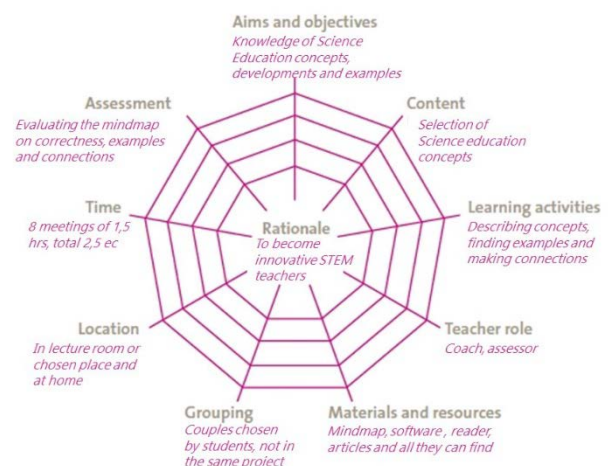 Aims and objectives
Knowledge of Science
Education concepts,
developments and examples
Assessment
Evaluating the mindmap
on correctness, examples
and connections
Content
Selection of
Science education
concepts
Time
8 meetings of 1,5
hrs, total 2,5 ec
Rationale
To become
innovative STEM
teachers
Learning activities
Describing concepts,
finding examples and
making connections
Location
In lecture room or
chosen place and
at home
Teacher role
Coach, assessor
Grouping
Couples chosen
by students, not in
the same project
Materials and resources
Mindmap, software , reader,
articles and all they can find